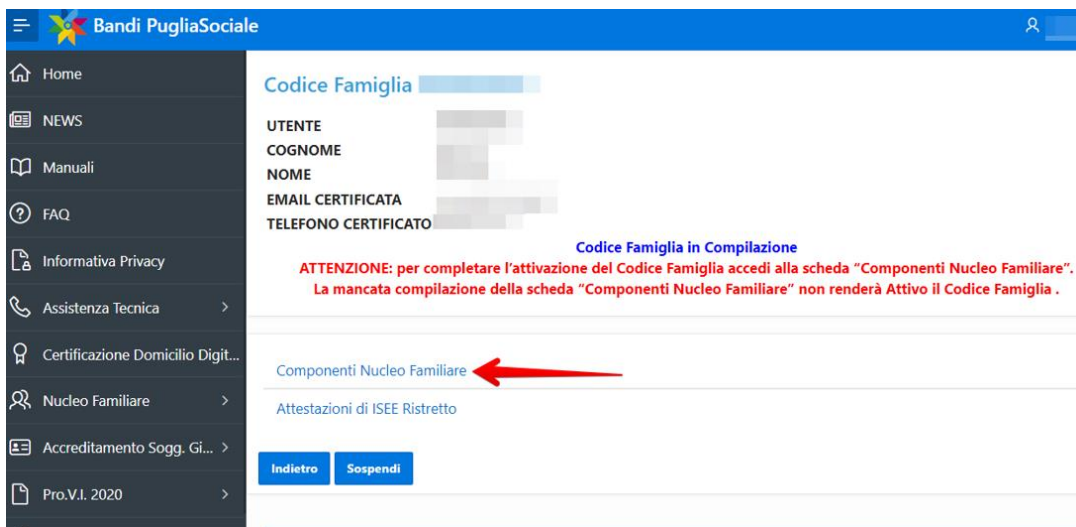 Bandi PugliaSociale
Home
NEWS
Manuali
FAQ
Informativa Privacy
Assistenza Tecnica
Certificazione Domicilio Digit...
Nucleo Familiare
Accreditamento Sogg. Gi...
Pro.V.I. 2020
Codice Famiglia
UTENTE
COGNOME
NOME
EMAIL CERTIFICATA
TELEFONO CERTIFICATO
Codice Famiglia in Compilazione
ATTENZIONE: per completare l'attivazione del Codice Famiglia accedi alla scheda “Componenti Nucleo Familiare”.
La mancata compilazione della scheda “Componenti Nucleo Familiare” non renderà Attivo il Codice Famiglia .
Componenti Nucleo Familiare
Attestazioni di ISEE Ristretto
Indietro Sospendi